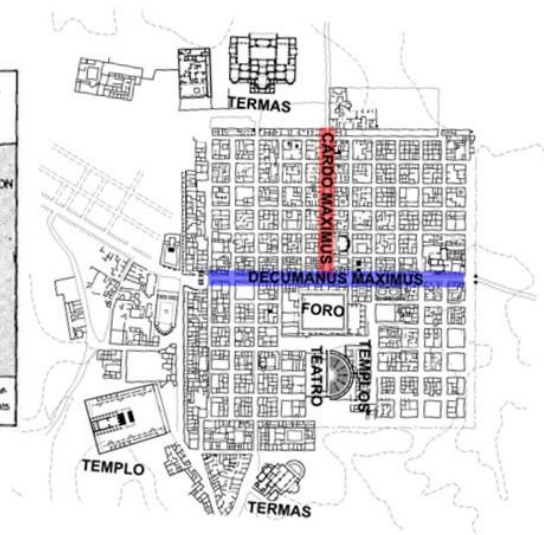 TERMAS
CARDO MAXIMUS
DECUMANUS MAXIMUS
FORO
TEATRO
TEMPLOS
TEMPLO
TERMAS